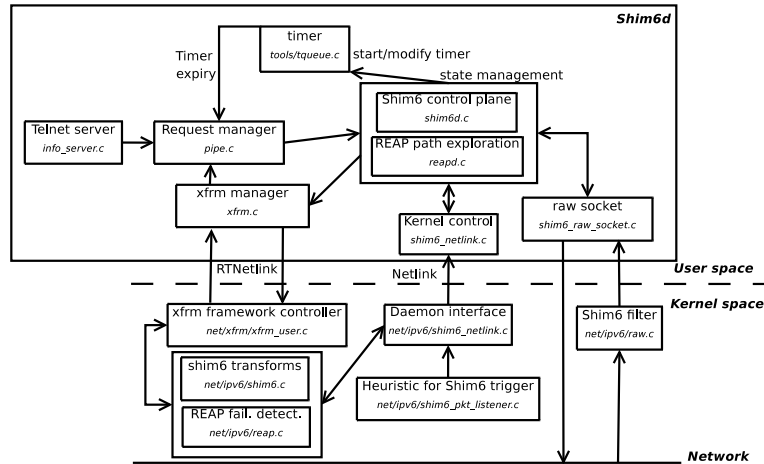 Shim6d
timer
tools/tqueue.c
Timer
expiry
start/modify timer
state management
Shim6 control plane
shim6d.c
Telnet server
info_server.c
Request manager
pipe.c
REAP path exploration
reapd.c
xfrm manager
xfrm.c
Kernel control
shim6_netlink.c
raw socket
shim6_raw_socket.c
RTNetlink
Netlink
User space
Kernel space
xfrm framework controller
net/xfrm/xfrm_user.c
Daemon interface
net/ipv6/shim6_netlink.c
Shim6 filter
net/ipv6/raw.c
shim6 transforms
net/ipv6/shim6.c
Heuristic for Shim6 trigger
net/ipv6/shim6_pkt_listener.c
REAP fail. detect.
net/ipv6/reap.c
Network